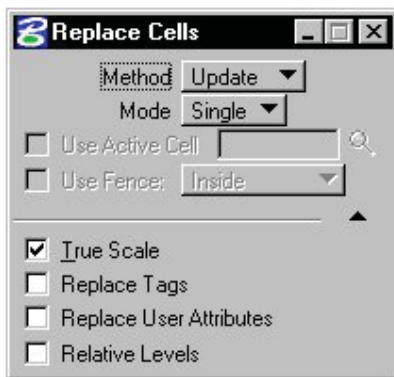 Replace Cells
Method Update
Mode Single
Use Active Cell
Use Fence: Inside
True Scale
Replace Tags
Replace User Attributes
Relative Levels